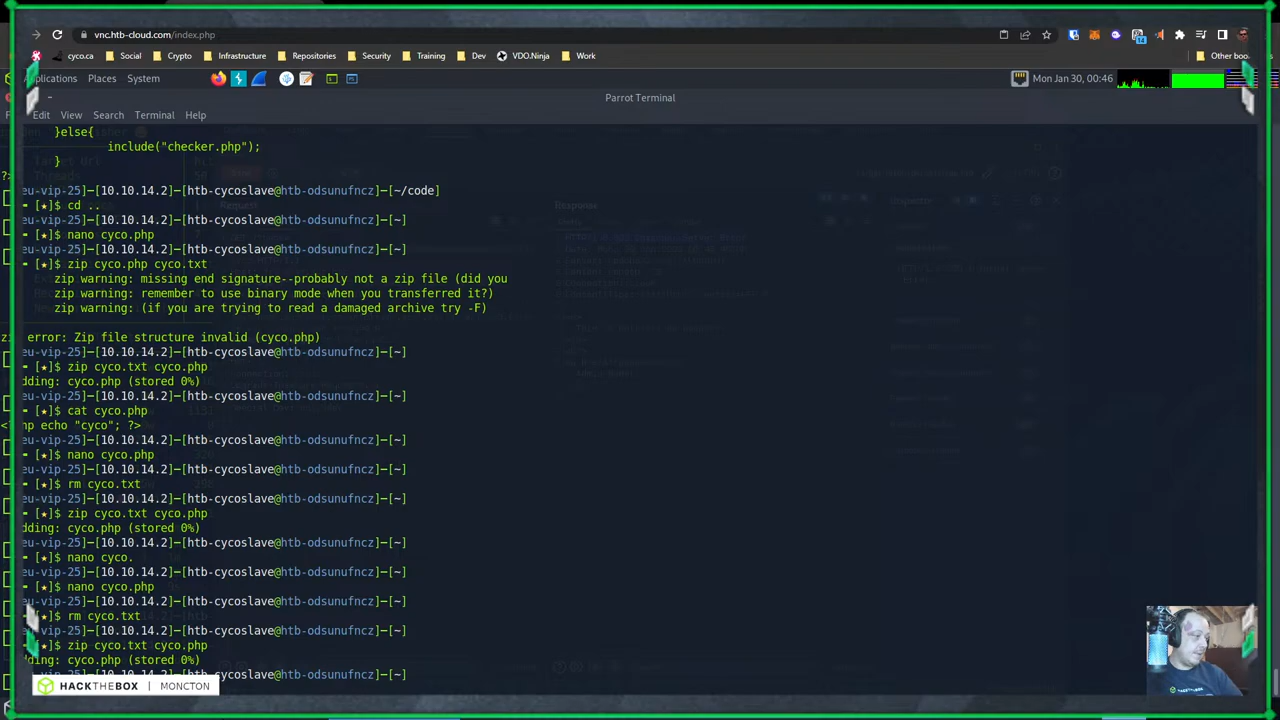 vnc.htb-cloud.com/index.php
cyco.ca Social Crypto Infrastructure Repositories Security Training Dev VDO.Ninja Work Other boo
Applications Places System Mon Jan 30, 00:46
Parrot Terminal
Edit View Search Terminal Help
}else{
include("checker.php");
}
?>
eu-vip-25]─[10.10.14.2]─[htb-cycoslave@htb-odsunufncz]─[~/code]
[★]$ cd ..
eu-vip-25]─[10.10.14.2]─[htb-cycoslave@htb-odsunufncz]─[~]
[★]$ nano cyco.php
eu-vip-25]─[10.10.14.2]─[htb-cycoslave@htb-odsunufncz]─[~]
[★]$ zip cyco.php cyco.txt
zip warning: missing end signature--probably not a zip file (did you
zip warning: remember to use binary mode when you transferred it?)
zip warning: (if you are trying to read a damaged archive try -F)
error: Zip file structure invalid (cyco.php)
eu-vip-25]─[10.10.14.2]─[htb-cycoslave@htb-odsunufncz]─[~]
[★]$ zip cyco.txt cyco.php
dding: cyco.php (stored 0%)
eu-vip-25]─[10.10.14.2]─[htb-cycoslave@htb-odsunufncz]─[~]
[★]$ cat cyco.php
<?hp echo "cyco"; ?>
eu-vip-25]─[10.10.14.2]─[htb-cycoslave@htb-odsunufncz]─[~]
[★]$ nano cyco.php
eu-vip-25]─[10.10.14.2]─[htb-cycoslave@htb-odsunufncz]─[~]
[★]$ rm cyco.txt
eu-vip-25]─[10.10.14.2]─[htb-cycoslave@htb-odsunufncz]─[~]
[★]$ zip cyco.txt cyco.php
dding: cyco.php (stored 0%)
eu-vip-25]─[10.10.14.2]─[htb-cycoslave@htb-odsunufncz]─[~]
[★]$ nano cyco.
eu-vip-25]─[10.10.14.2]─[htb-cycoslave@htb-odsunufncz]─[~]
[★]$ nano cyco.php
eu-vip-25]─[10.10.14.2]─[htb-cycoslave@htb-odsunufncz]─[~]
[★]$ rm cyco.txt
eu-vip-25]─[10.10.14.2]─[htb-cycoslave@htb-odsunufncz]─[~]
[★]$ zip cyco.txt cyco.php
dding: cyco.php (stored 0%)
eu-vip-25]─[10.10.14.2]─[htb-cycoslave@htb-odsunufncz]─[~]
HACKTHEBOX | MONCTON